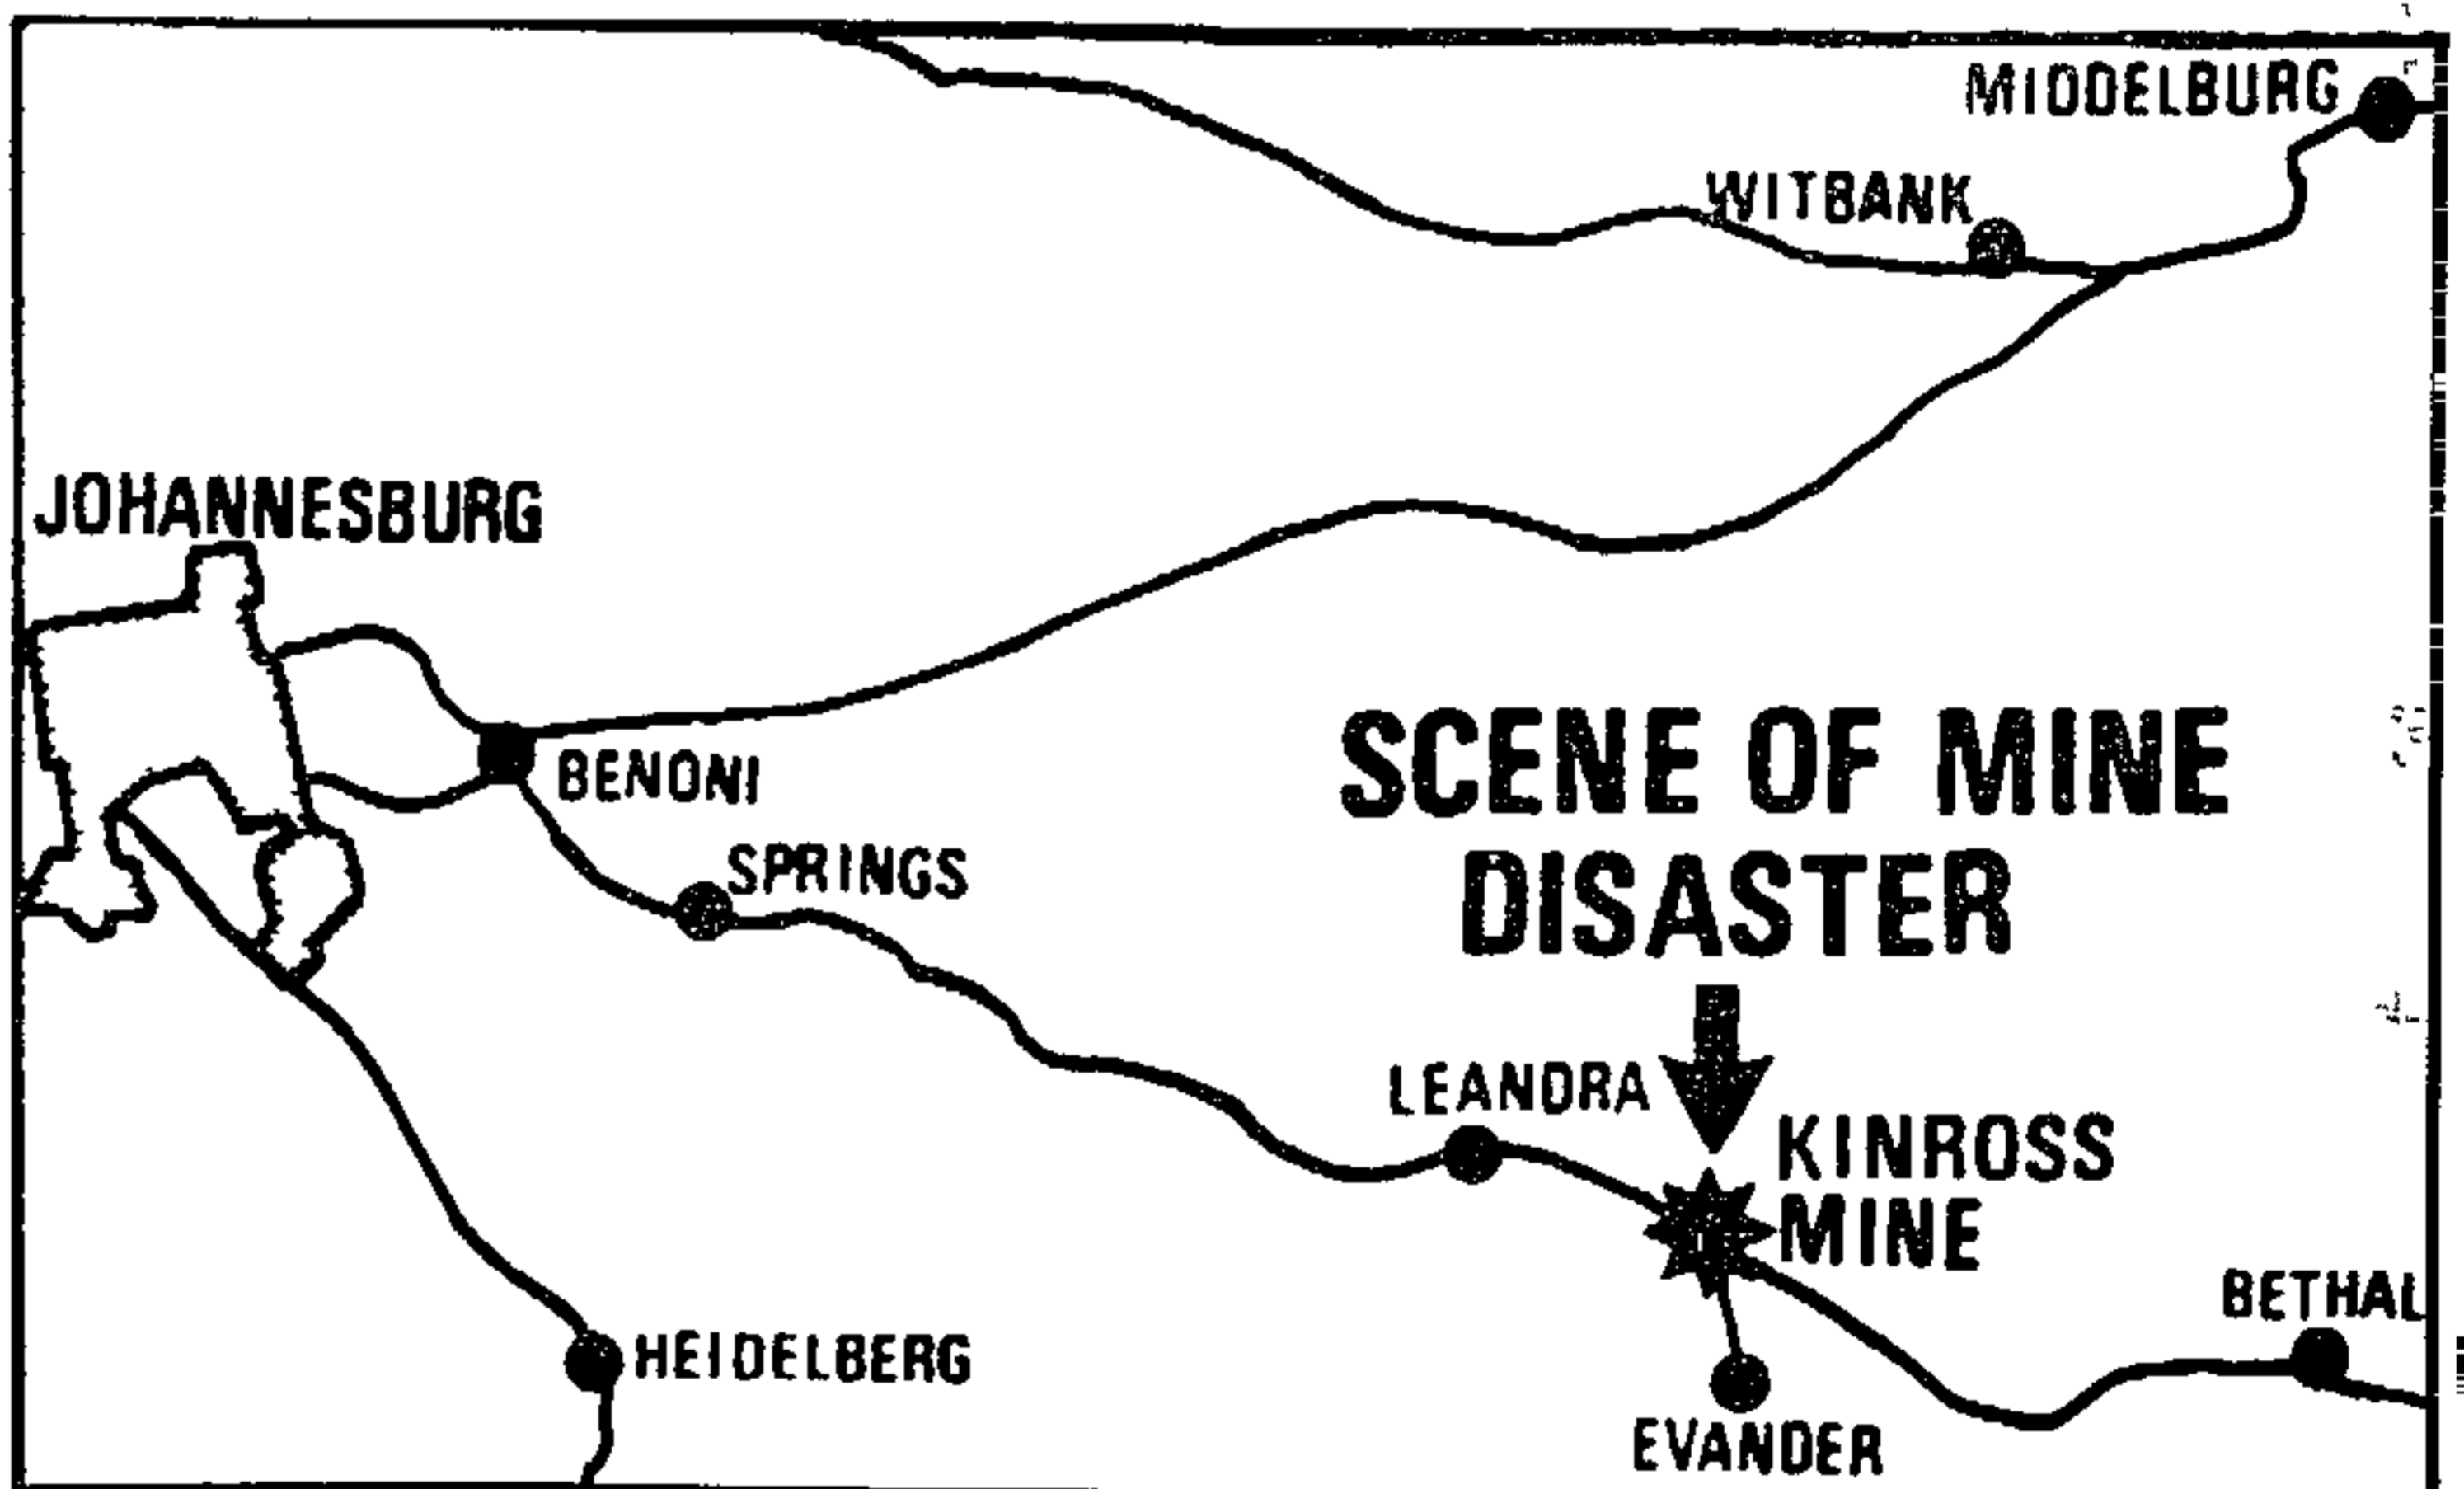 MIDDELBURG
WITBANK
JOHANNESBURG
BENONI
SPRINGS
SCENE OF MINE
DISASTER
LEANDRA
KINROSS
MINE
BETHAL
HEIDELBERG
EVANDER